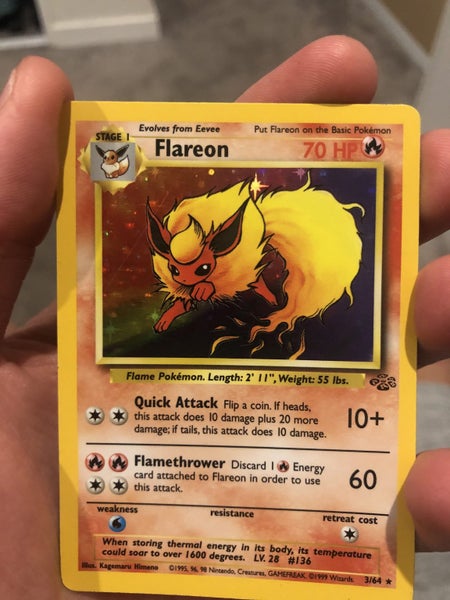 Evolves from Eevee
Put Flareon on the Basic Pokémon
STAGE 1
Flareon
70 HP
Flame Pokémon. Length: 2' 11", Weight: 55 lbs.
Quick Attack Flip a coin. If heads,
this attack does 10 damage plus 20 more
damage; if tails, this attack does 10 damage.
10+
Flamethrower Discard 1 Energy
card attached to Flareon in order to use
this attack.
60
weakness
resistance
retreat cost
When storing thermal energy in its body, its temperature
could soar to over 1600 degrees. LV. 28 #136
Illus. Kagemaru Himeno ©1995, 96, 98 Nintendo, Creatures, GAMEFREAK. ©1999 Wizards. 3/64 ★